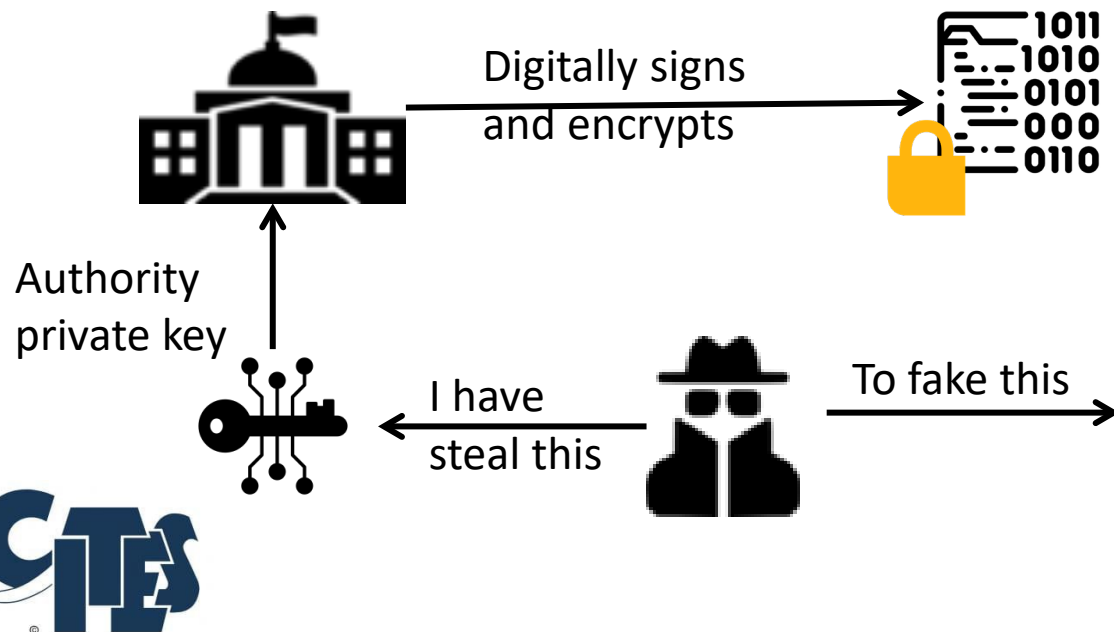 Digitally signs
and encrypts
1011
1010
0101
000
0110
Authority
private key
I have
steal this
To fake this
CITES
©